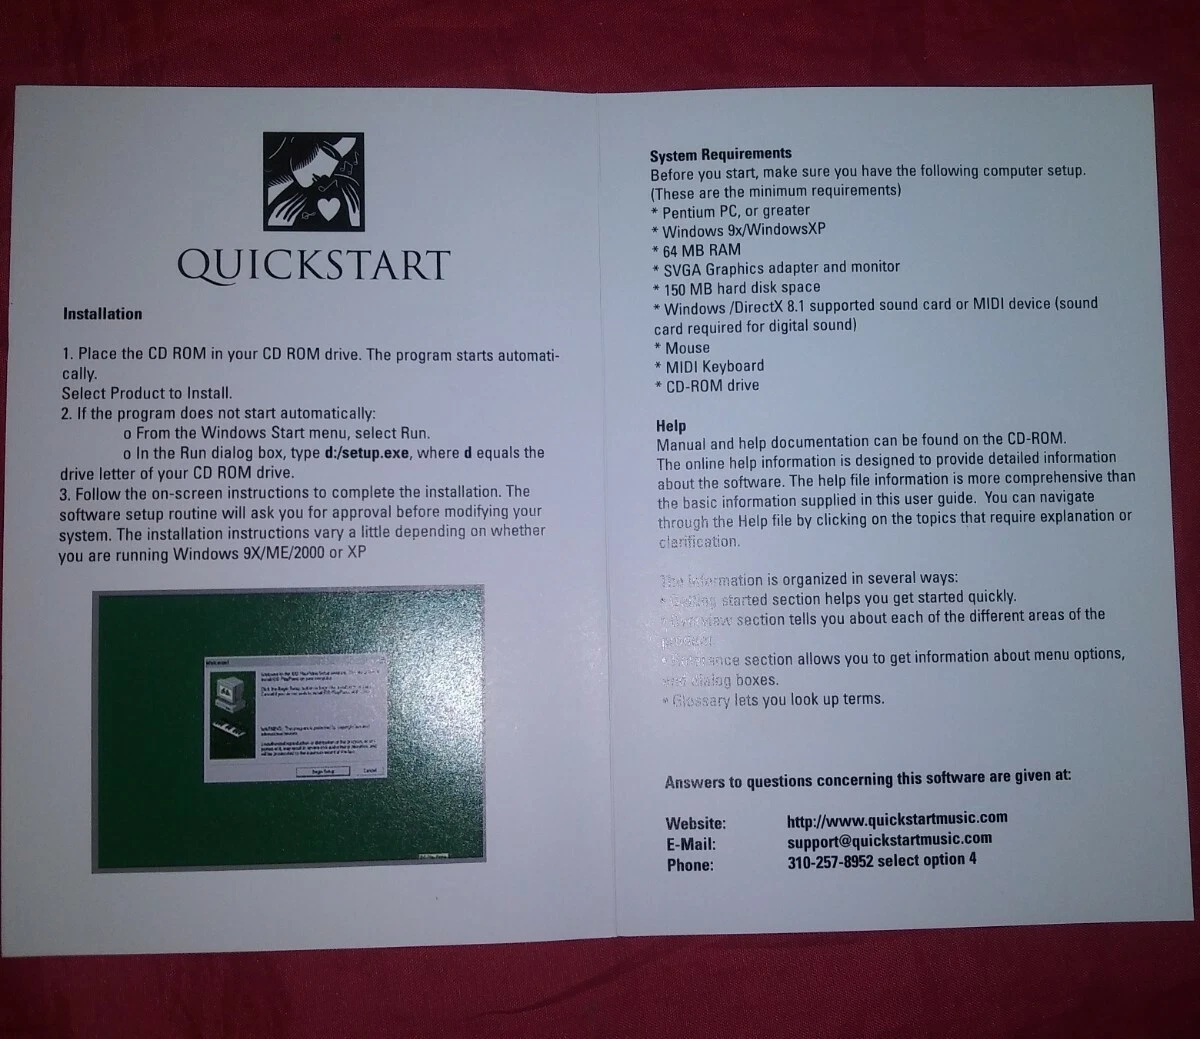 QUICKSTART
Installation
1. Place the CD ROM in your CD ROM drive. The program starts automati-
cally.
Select Product to Install.
2. If the program does not start automatically:
o From the Windows Start menu, select Run.
o In the Run dialog box, type d:/setup.exe, where d equals the
drive letter of your CD ROM drive.
3. Follow the on-screen instructions to complete the installation. The
software setup routine will ask you for approval before modifying your
system. The installation instructions vary a little depending on whether
you are running Windows 9X/ME/2000 or XP
Begin Setup
Cancel
System Requirements
Before you start, make sure you have the following computer setup.
(These are the minimum requirements)
* Pentium PC, or greater
* Windows 9x/WindowsXP
* 64 MB RAM
* SVGA Graphics adapter and monitor
* 150 MB hard disk space
* Windows /DirectX 8.1 supported sound card or MIDI device (sound
card required for digital sound)
* Mouse
* MIDI Keyboard
* CD-ROM drive
Help
Manual and help documentation can be found on the CD-ROM.
The online help information is designed to provide detailed information
about the software. The help file information is more comprehensive than
the basic information supplied in this user guide. You can navigate
through the Help file by clicking on the topics that require explanation or
clarification.
The information is organized in several ways:
* Getting started section helps you get started quickly.
* section tells you about each of the different areas of the
* section allows you to get information about menu options,
and dialog boxes.
* Glossary lets you look up terms.
Answers to questions concerning this software are given at:
Website: http://www.quickstartmusic.com
E-Mail: support@quickstartmusic.com
Phone: 310-257-8952 select option 4